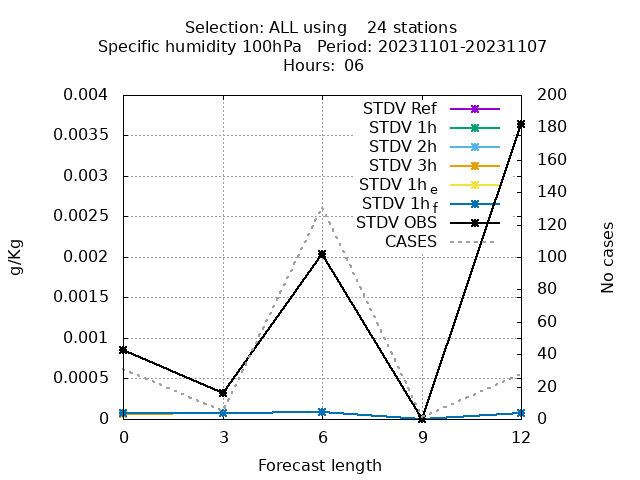 Selection: ALL using    24 stations
Specific humidity 100hPa   Period: 20231101-20231107
Hours: 06
0.004
0.0035
0.003
0.0025
0.002
0.0015
0.001
0.0005
0
g/Kg
STDV Ref
STDV 1h
STDV 2h
STDV 3h
STDV 1h e
STDV 1h f
STDV OBS
CASES
200
180
160
140
120
100
80
60
40
20
0
No cases
0 3 6 9 12
Forecast length